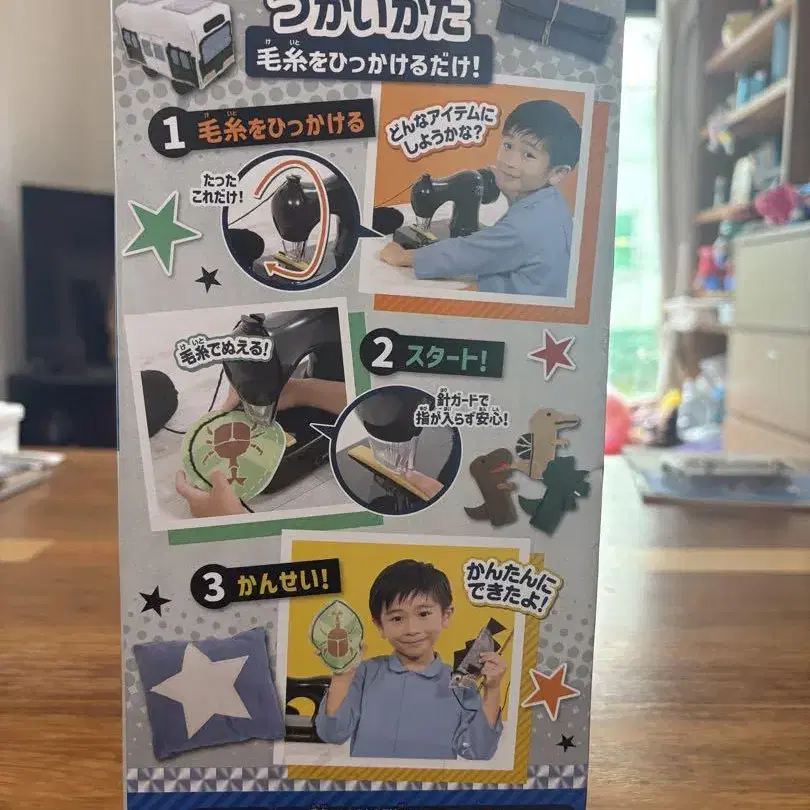 つかいかた
毛糸をひっかけるだけ!
1 毛糸をひっかける
どんなアイテムに
しようかな?
たった
これだけ!
毛糸でぬえる!
2 スタート!
針ガードで
指が入らず安心!
3 かんせい!
かんたんに
できたよ!